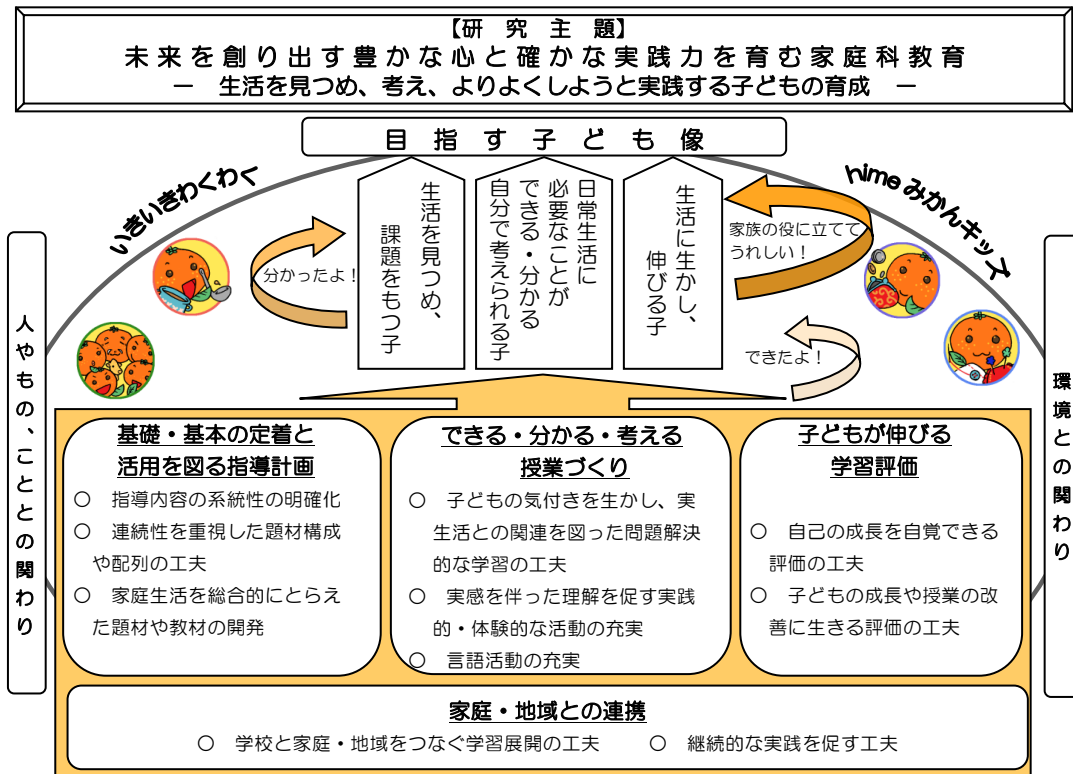 【研　究　主　題】
未来を創り出す豊かな心と確かな実践力を育む家庭科教育
－　生活を見つめ、考え、よりよくしようと実践する子どもの育成　－
目　指　す　子　ど　も　像
いきいきわくわく
himeみかんキッズ
生活を見つめ、
課題をもつ子
日常生活に
必要なことが
できる・分かる
自分で考えられる子
生活に生かし、
伸びる子
分かったよ！
家族の役に立てて
うれしい！
できたよ！
人やもの、こととの関わり
環境との関わり
基礎・基本の定着と
活用を図る指導計画
○　指導内容の系統性の明確化
○　連続性を重視した題材構成
や配列の工夫
○　家庭生活を総合的にとらえ
た題材や教材の開発
できる・分かる・考える
授業づくり
○　子どもの気付きを生かし、実
生活との関連を図った問題解決
的な学習の工夫
○　実感を伴った理解を促す実践
的・体験的な活動の充実
○　言語活動の充実
子どもが伸びる
学習評価
○　自己の成長を自覚できる
評価の工夫
○　子どもの成長や授業の改
善に生きる評価の工夫
家庭・地域との連携
○　学校と家庭・地域をつなぐ学習展開の工夫　　○　継続的な実践を促す工夫